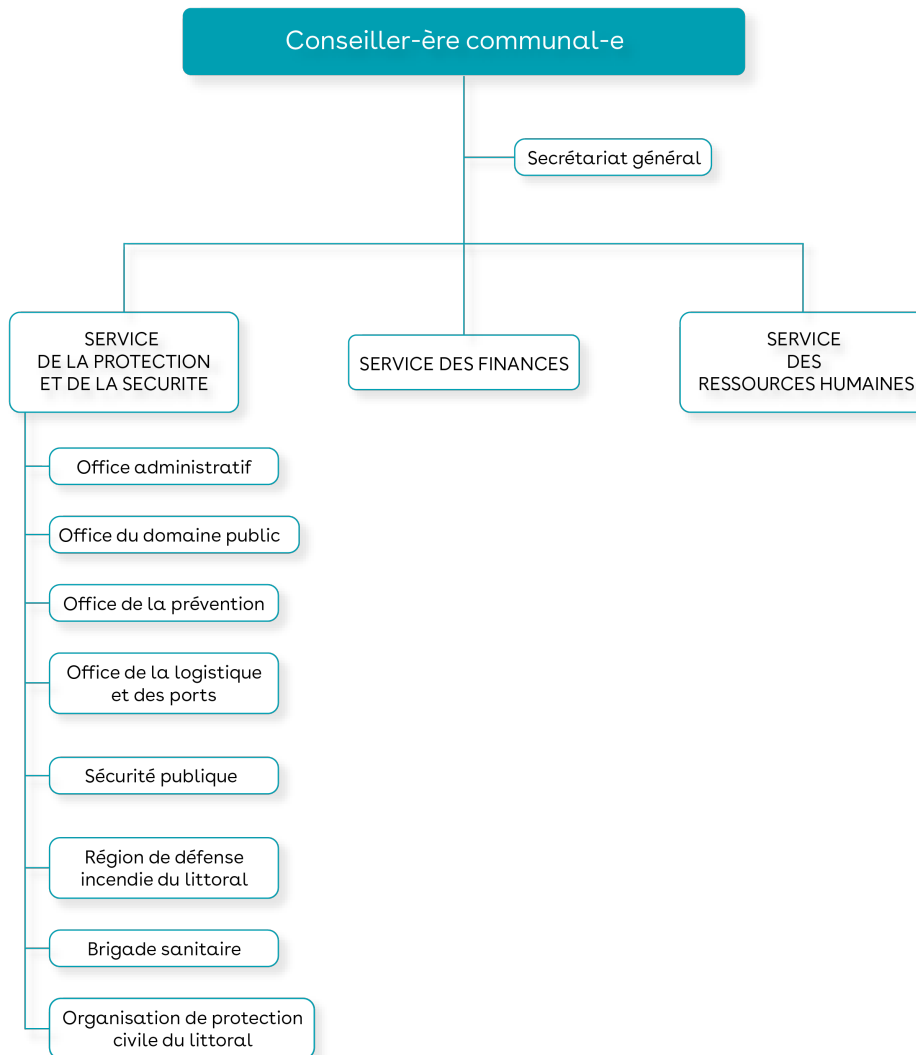 Conseiller-ère communal-e
Secrétariat général
SERVICE
DE LA PROTECTION
ET DE LA SECURITE
SERVICE DES FINANCES
SERVICE
DES
RESSOURCES HUMAINES
Office administratif
Office du domaine public
Office de la prévention
Office de la logistique
et des ports
Sécurité publique
Région de défense
incendie du littoral
Brigade sanitaire
Organisation de protection
civile du littoral